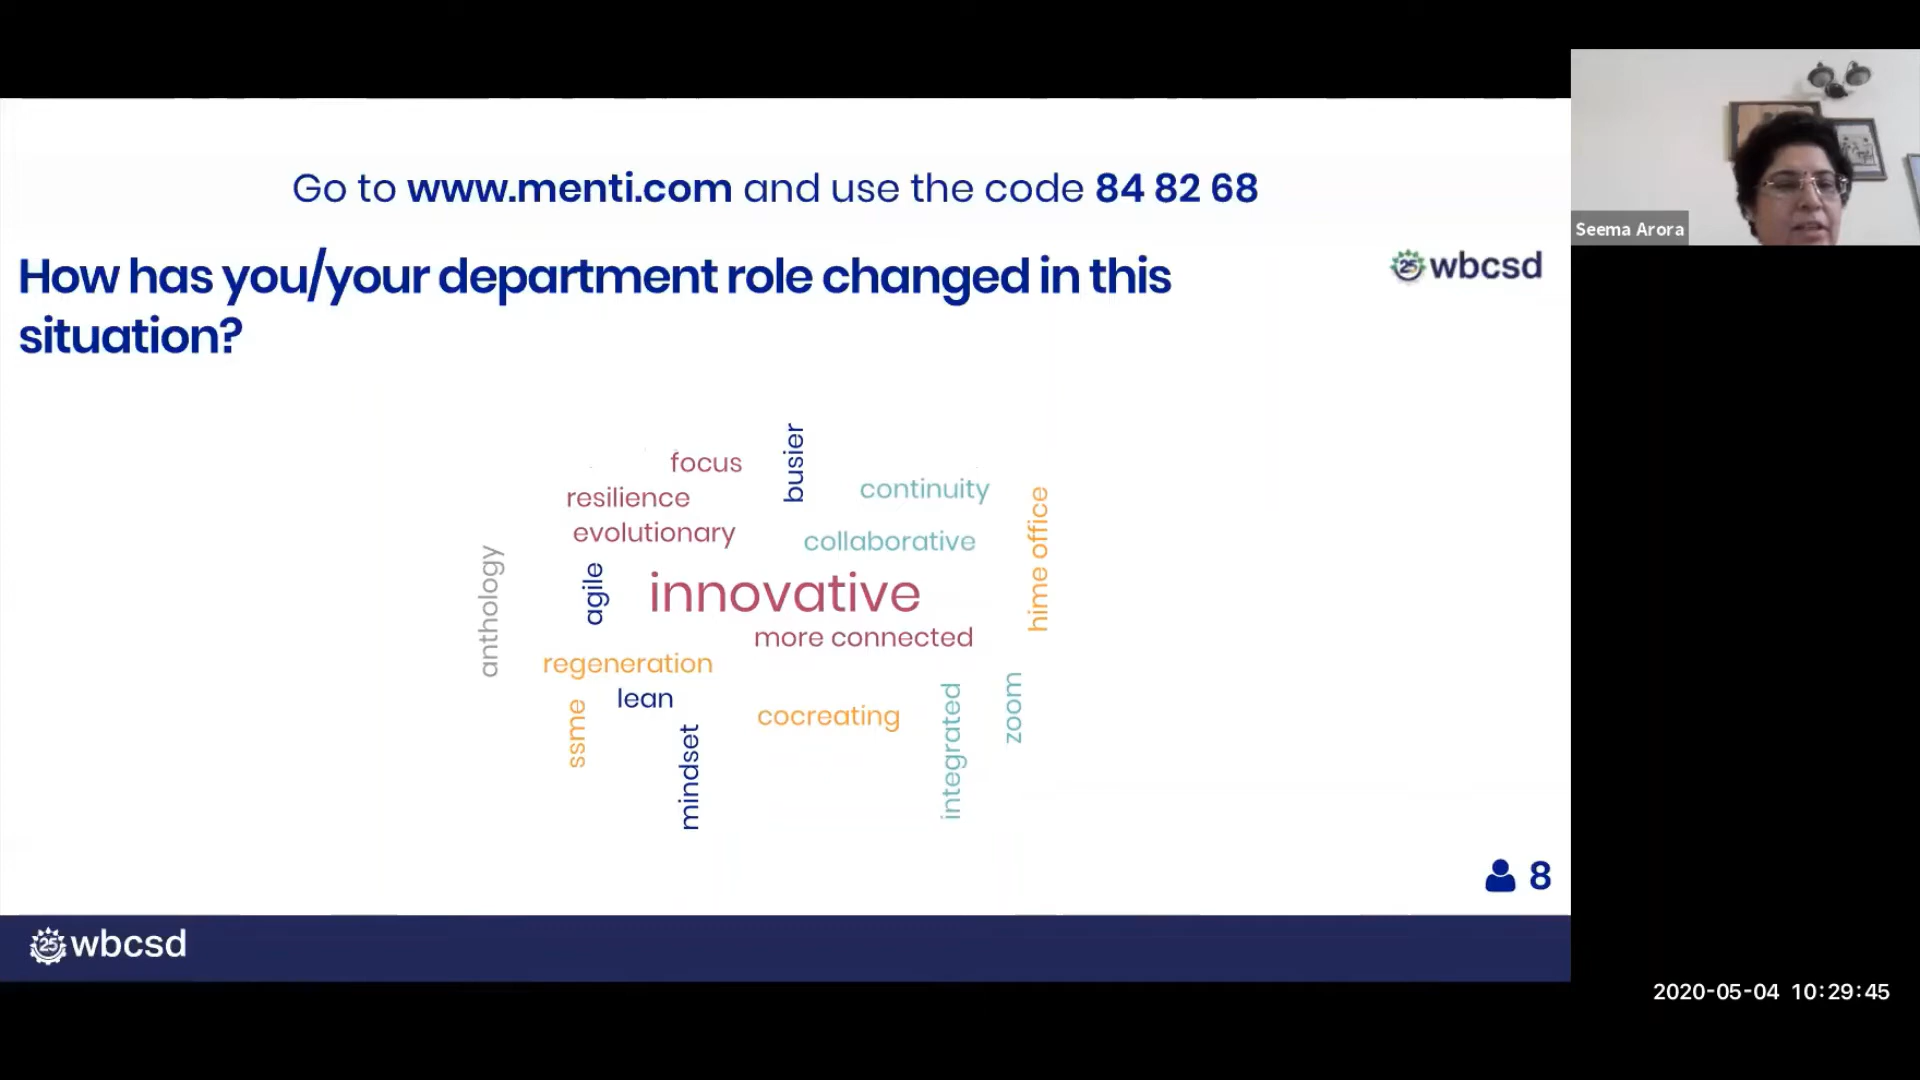 Go to www.menti.com and use the code 84 82 68
How has you/your department role changed in this
situation?
25 wbcsd
Seema Arora
focus
busier
resilience
continuity
evolutionary
collaborative
hime office
anthology
agile
innovative
more connected
regeneration
lean
ssme
cocreating
mindset
integrated
zoom
8
25 wbcsd
2020-05-04 10:29:45